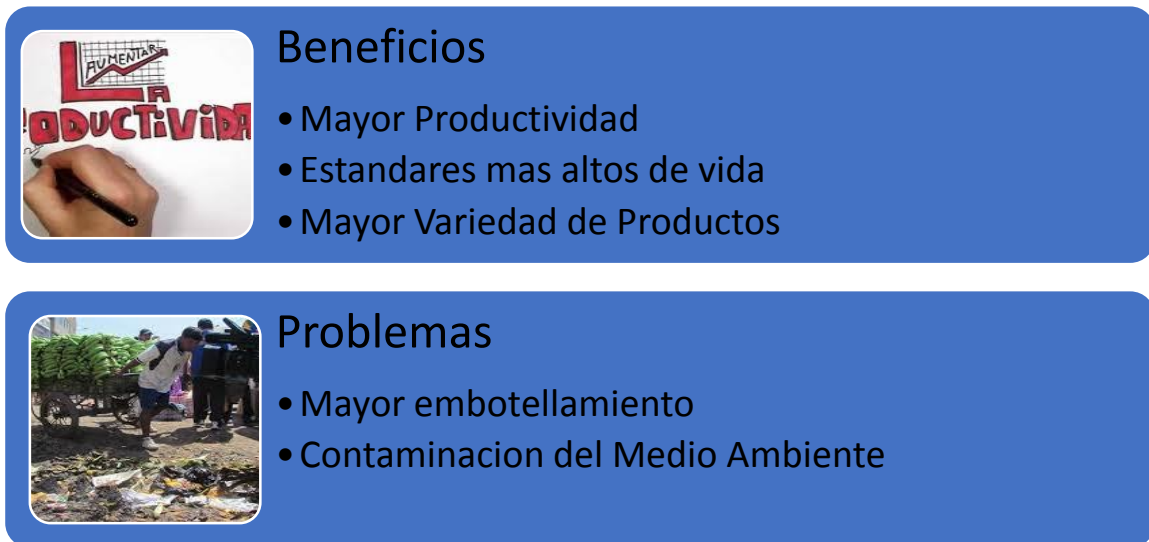 AUMENTAR
LA
RODUCTiViDA
Beneficios
• Mayor Productividad
• Estandares mas altos de vida
• Mayor Variedad de Productos
Problemas
• Mayor embotellamiento
• Contaminacion del Medio Ambiente